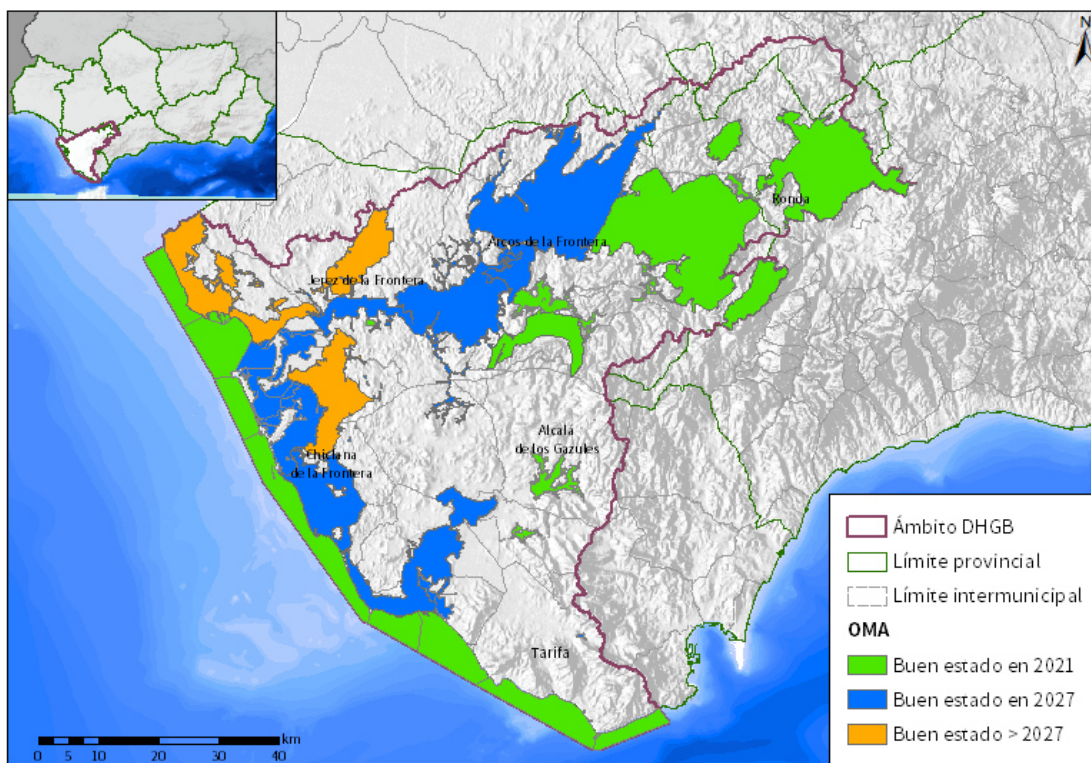 N
Ronda
Arcos de la Frontera
Jerez de la Frontera
Alcalá
de los Gazules
Chiclana
de la Frontera
Tarifa
km
0 5 10 20 30 40
Ámbito DHGB
Límite provincial
Límite intermunicipal
OMA
Buen estado en 2021
Buen estado en 2027
Buen estado > 2027